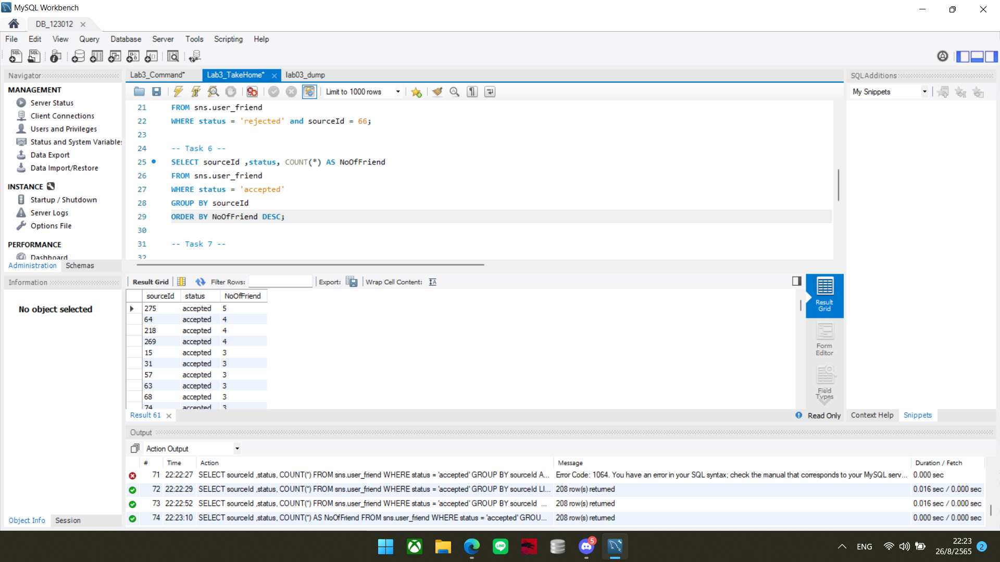 MySQL Workbench
DB_123012
File Edit View Query Database Server Tools Scripting Help
Navigator
MANAGEMENT
Server Status
Client Connections
Users and Privileges
Status and System Variables
Data Export
Data Import/Restore
INSTANCE
Startup / Shutdown
Server Logs
Options File
PERFORMANCE
Dashboard
Administration Schemas
Information
No object selected
Object Info Session
Lab3_Command* Lab3_TakeHome* lab03_dump
Limit to 1000 rows
21 FROM sns.user_friend
22 WHERE status = 'rejected' and sourceId = 66;
23
24 -- Task 6 --
25 SELECT sourceId ,status, COUNT(*) AS NoOfFriend
26 FROM sns.user_friend
27 WHERE status = 'accepted'
28 GROUP BY sourceId
29 ORDER BY NoOfFriend DESC;
30
31 -- Task 7 --
32
Result Grid Filter Rows: Export: Wrap Cell Content:
sourceId status NoOfFriend
275 accepted 5
64 accepted 4
218 accepted 4
269 accepted 4
15 accepted 3
31 accepted 3
57 accepted 3
63 accepted 3
68 accepted 3
74 accepted 3
Result Grid
Form Editor
Field Types
Result 61
Read Only
SQLAdditions
My Snippets
Context Help Snippets
Output
Action Output
# Time Action Message Duration / Fetch
71 22:22:27 SELECT sourceId ,status, COUNT(*) FROM sns.user_friend WHERE status = 'accepted' GROUP BY sourceId A... Error Code: 1064. You have an error in your SQL syntax; check the manual that corresponds to your MySQL serv... 0.000 sec
72 22:22:29 SELECT sourceId ,status, COUNT(*) FROM sns.user_friend WHERE status = 'accepted' GROUP BY sourceId LI... 208 row(s) returned 0.016 sec / 0.000 sec
73 22:22:52 SELECT sourceId ,status, COUNT(*) FROM sns.user_friend WHERE status = 'accepted' GROUP BY sourceId ... 208 row(s) returned 0.016 sec / 0.000 sec
74 22:23:10 SELECT sourceId ,status, COUNT(*) AS NoOfFriend FROM sns.user_friend WHERE status = 'accepted' GROU... 208 row(s) returned 0.000 sec / 0.000 sec
LINE
5
ENG
22:23
26/8/2565
2